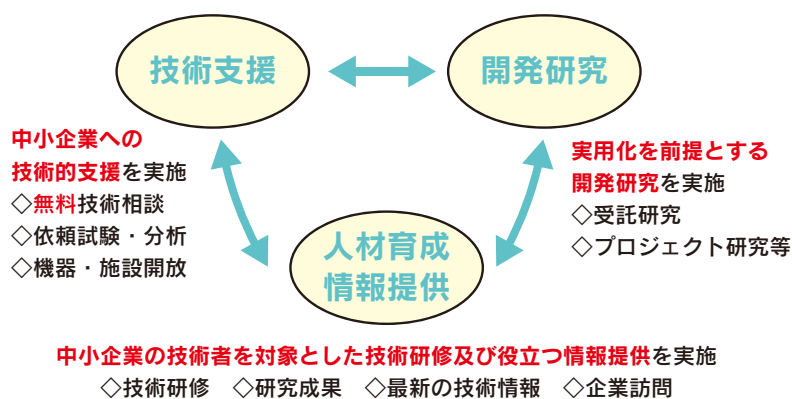 技術支援
開発研究
中小企業への
技術的支援を実施
◇無料技術相談
◇依頼試験・分析
◇機器・施設開放
実用化を前提とする
開発研究を実施
◇受託研究
◇プロジェクト研究等
人材育成
情報提供
中小企業の技術者を対象とした技術研修及び役立つ情報提供を実施
◇技術研修　◇研究成果　◇最新の技術情報　◇企業訪問